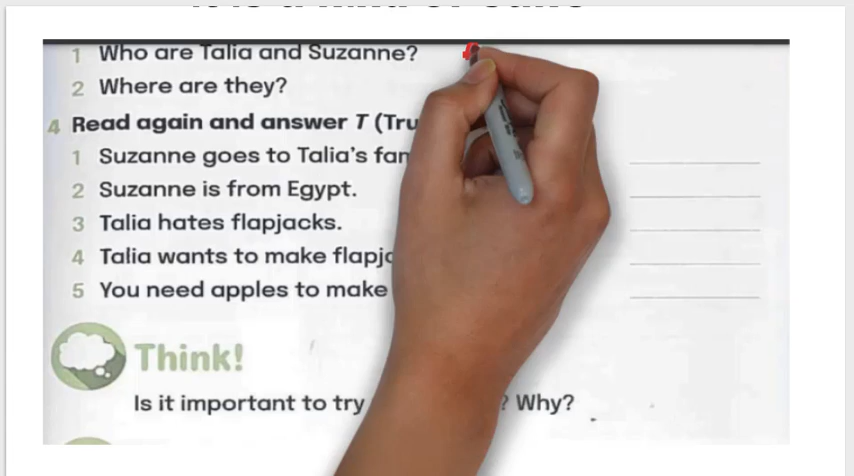 1 Who are Talia and Suzanne?
2 Where are they?
4 Read again and answer T (Tru
1 Suzanne goes to Talia's fa
2 Suzanne is from Egypt.
3 Talia hates flapjacks.
4 Talia wants to make flapj
5 You need apples to make
Think!
Is it important to try ? Why?